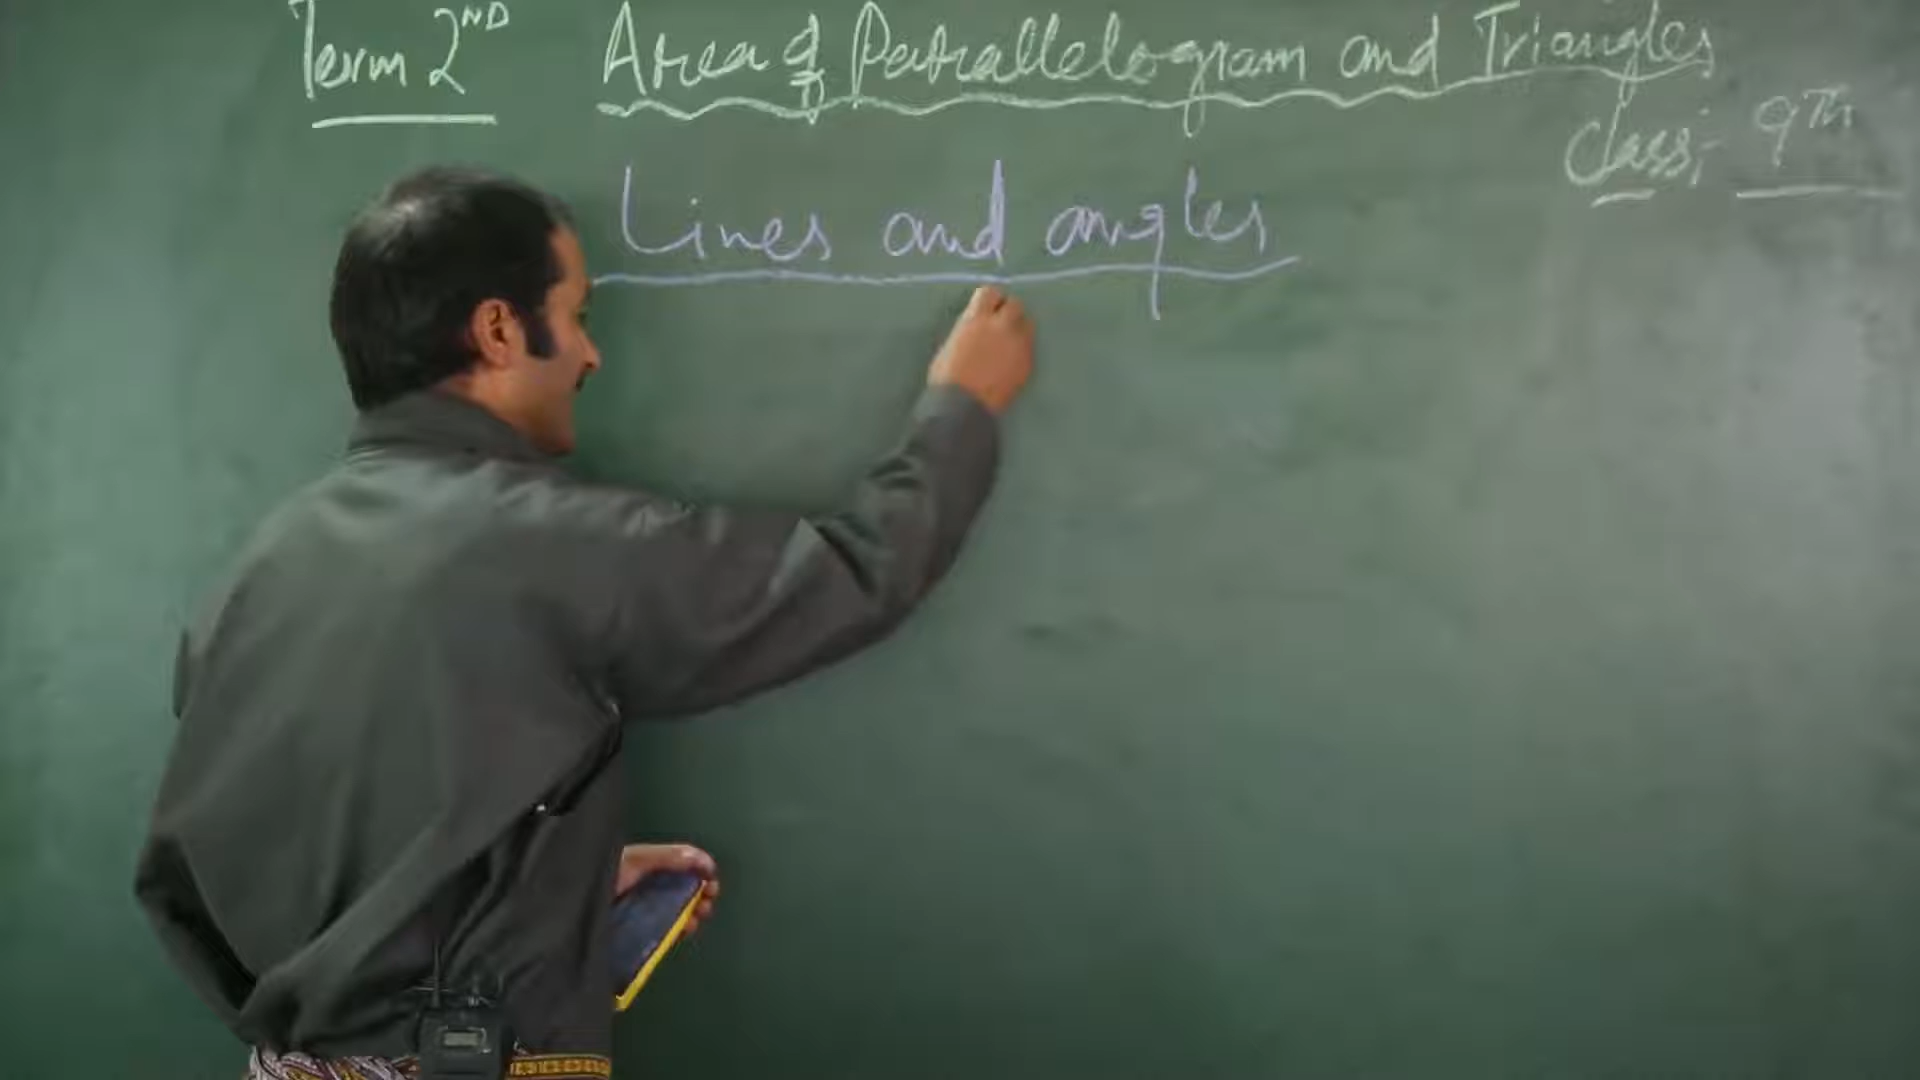 Term 2ND Area of Parallelogram and Triangles
Class:- 9Th
Lines and angles